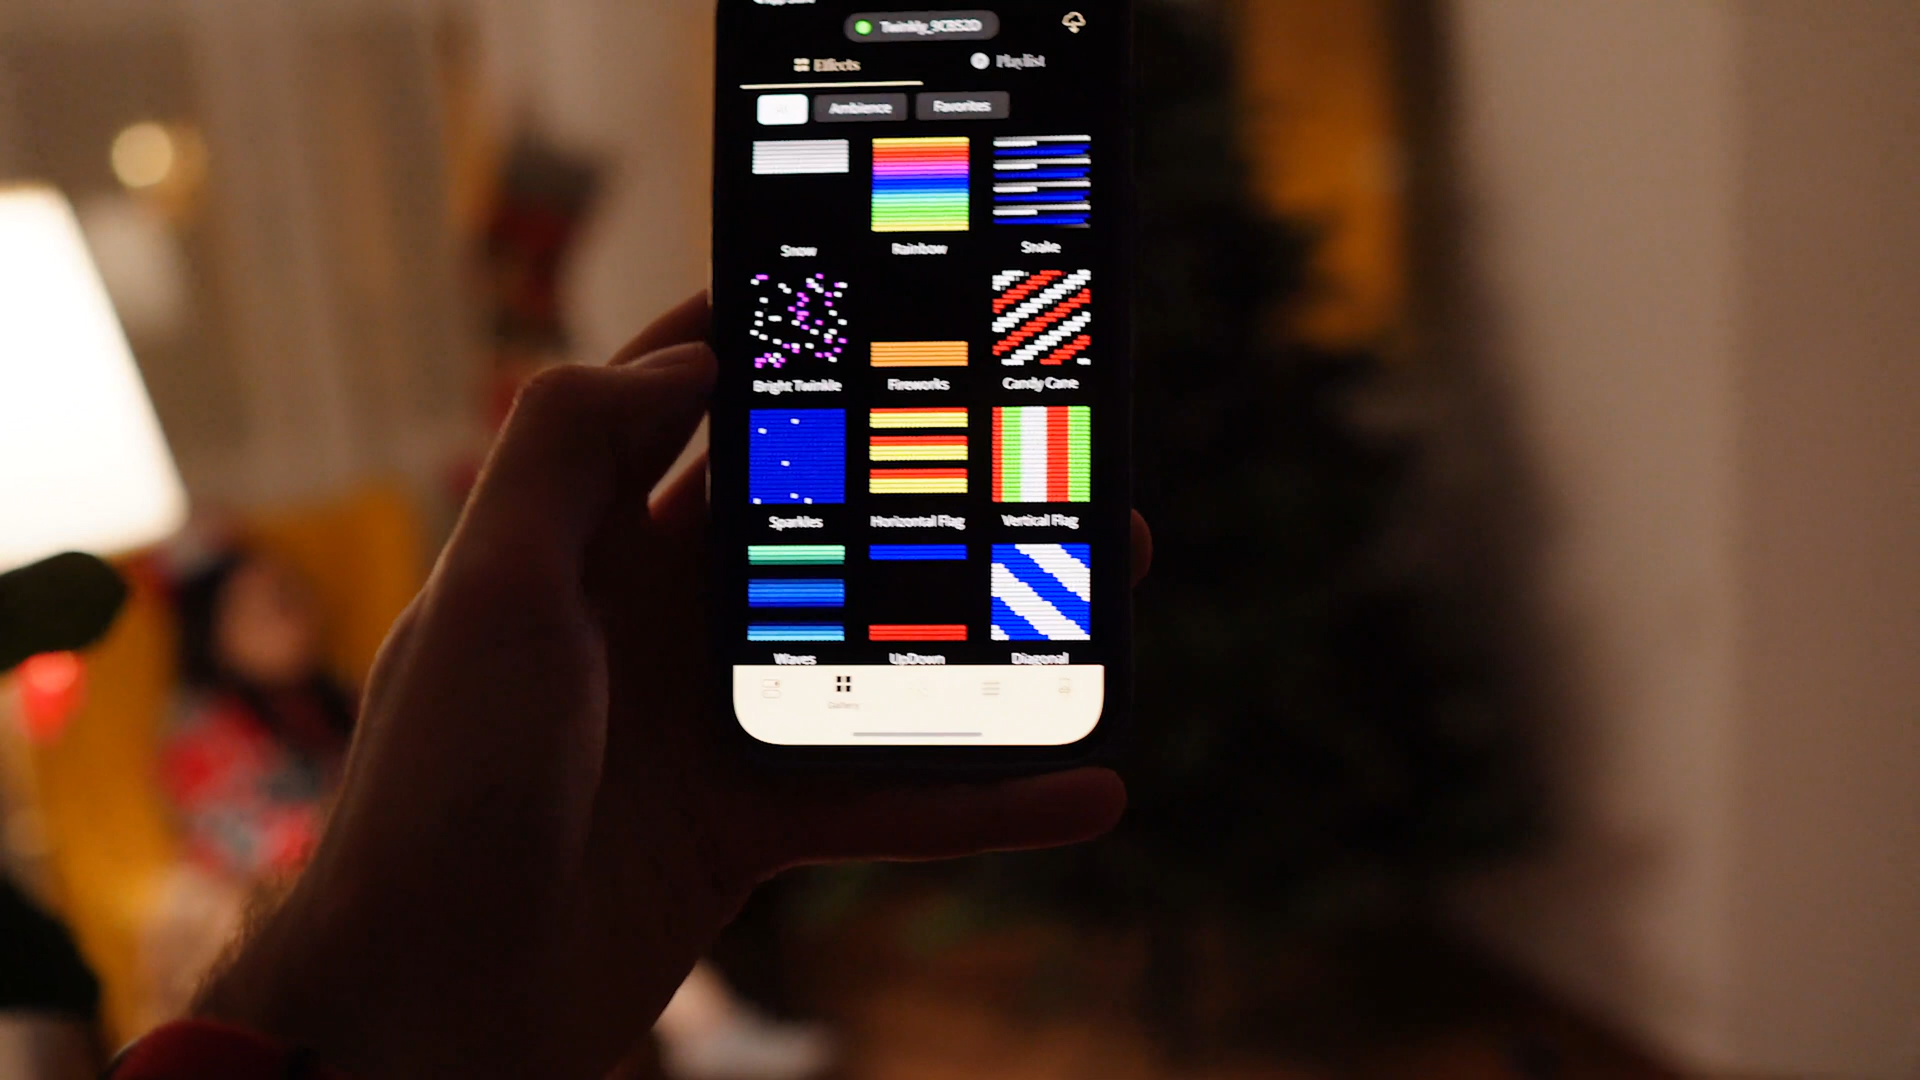 Effects
Playlist
Ambience
Favorites
Snow
Rainbow
Snake
Bright Twinkle
Fireworks
Candy Cane
Sparkles
Horizontal Flag
Vertical Flag
Waves
UpDown
Diagonal
Gallery